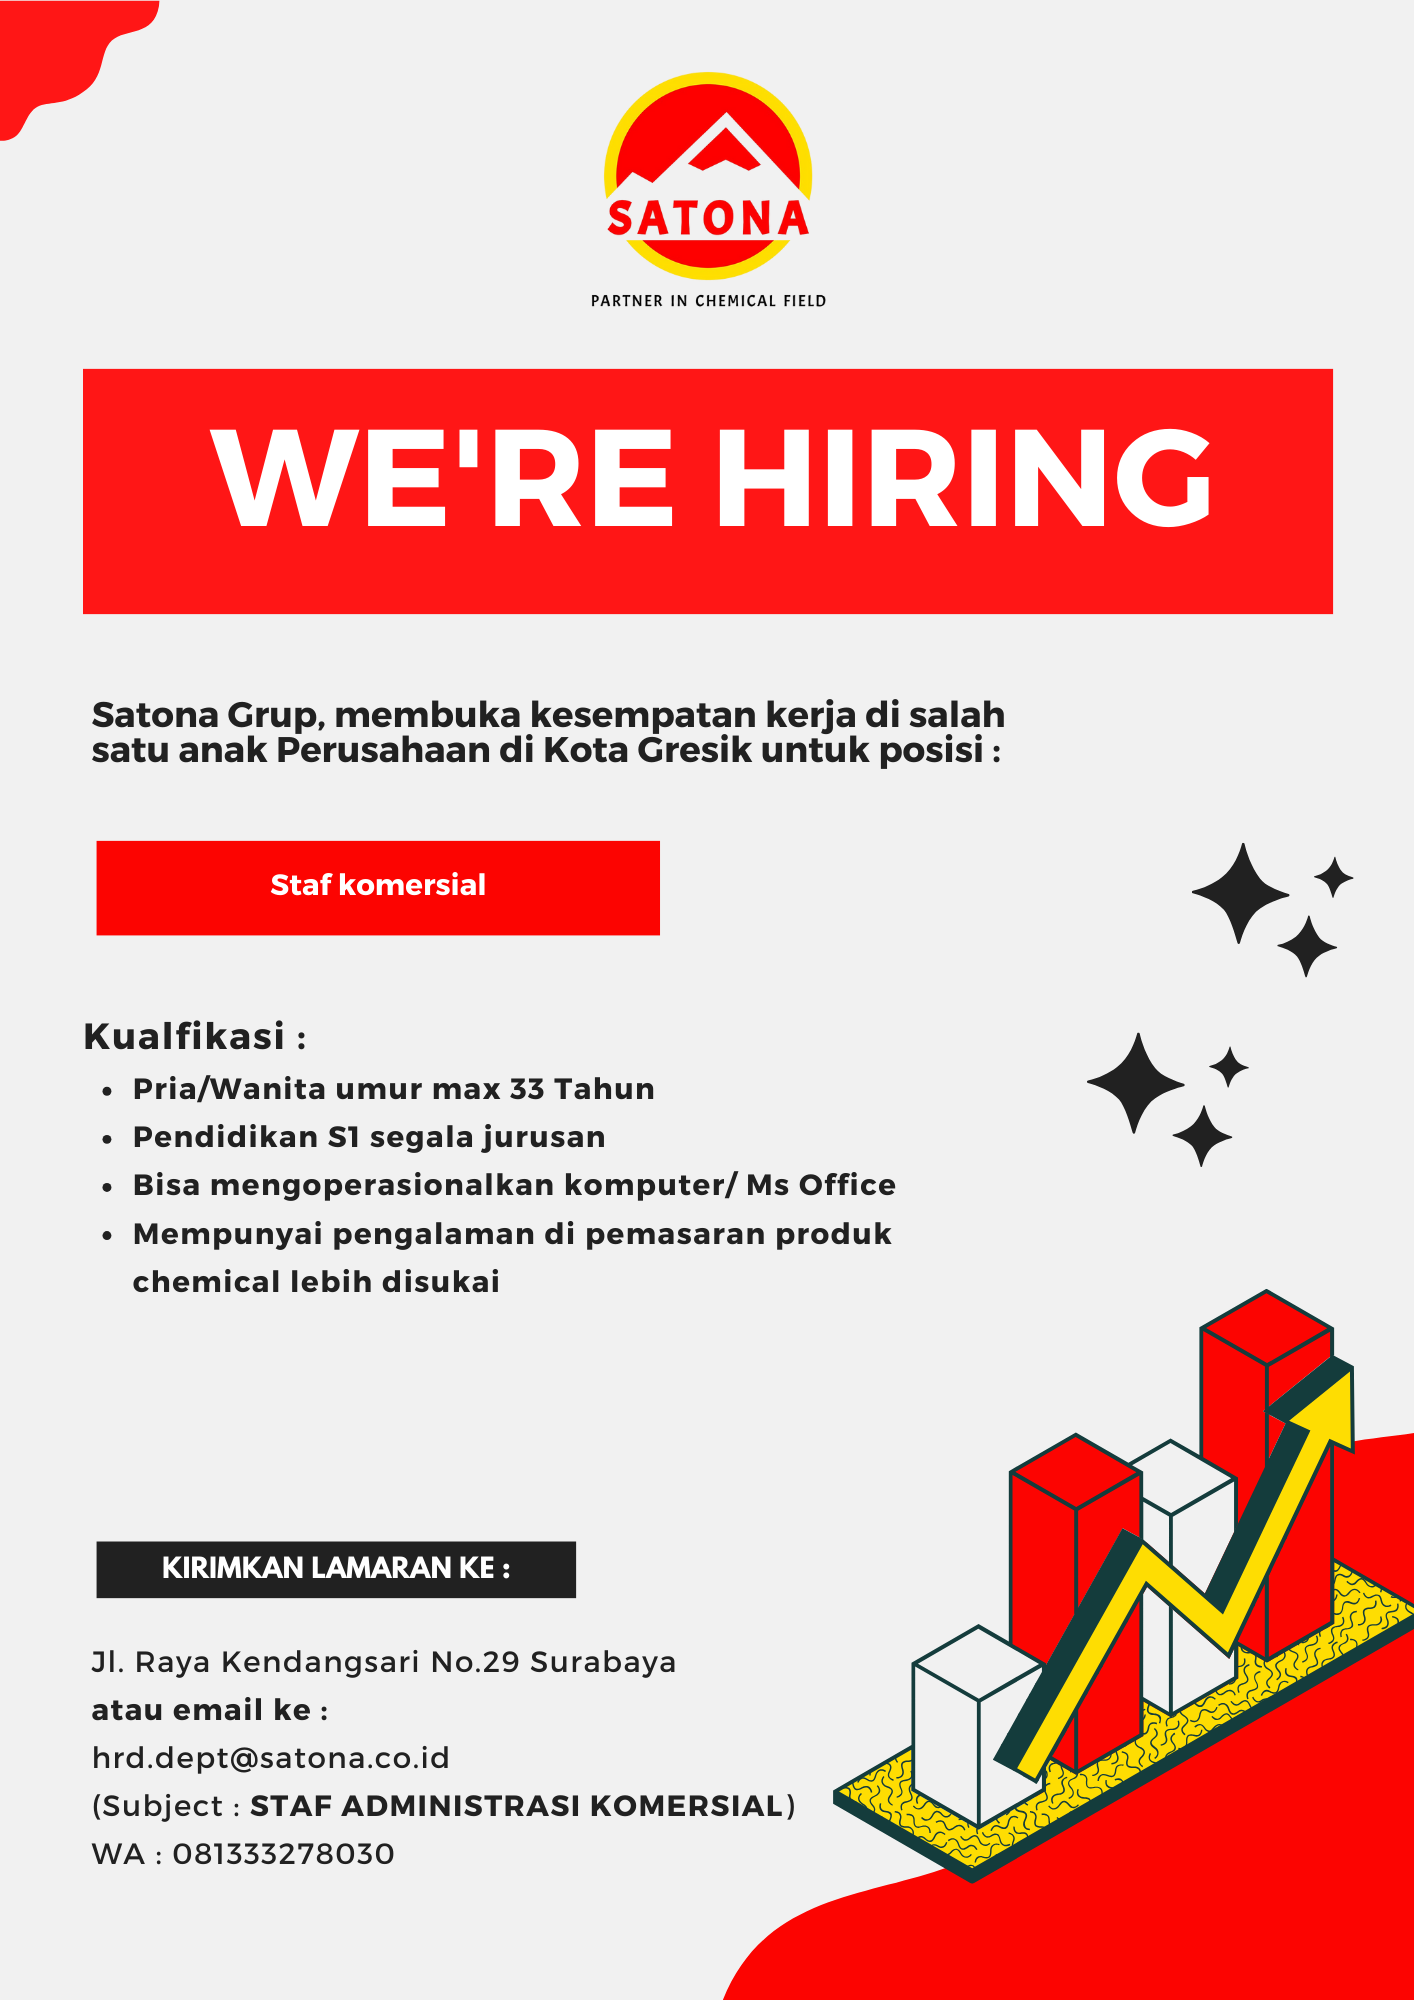 SATONA
PARTNER IN CHEMICAL FIELD
WE'RE HIRING
Satona Grup, membuka kesempatan kerja di salah
satu anak Perusahaan di Kota Gresik untuk posisi :
Staf komersial
Kualfikasi :
• Pria/Wanita umur max 33 Tahun
• Pendidikan S1 segala jurusan
• Bisa mengoperasionalkan komputer/ Ms Office
• Mempunyai pengalaman di pemasaran produk
chemical lebih disukai
KIRIMKAN LAMARAN KE :
Jl. Raya Kendangsari No.29 Surabaya
atau email ke :
hrd.dept@satona.co.id
(Subject : STAF ADMINISTRASI KOMERSIAL)
WA : 081333278030